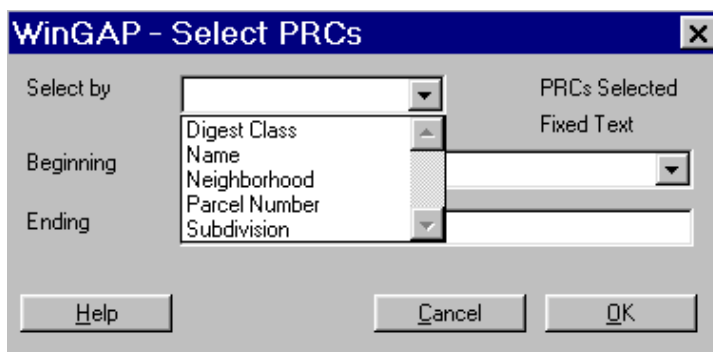 WinGAP - Select PRCs
Select by
PRCs Selected
Digest Class
Fixed Text
Name
Beginning
Neighborhood
Parcel Number
Ending
Subdivision
Help
Cancel
OK